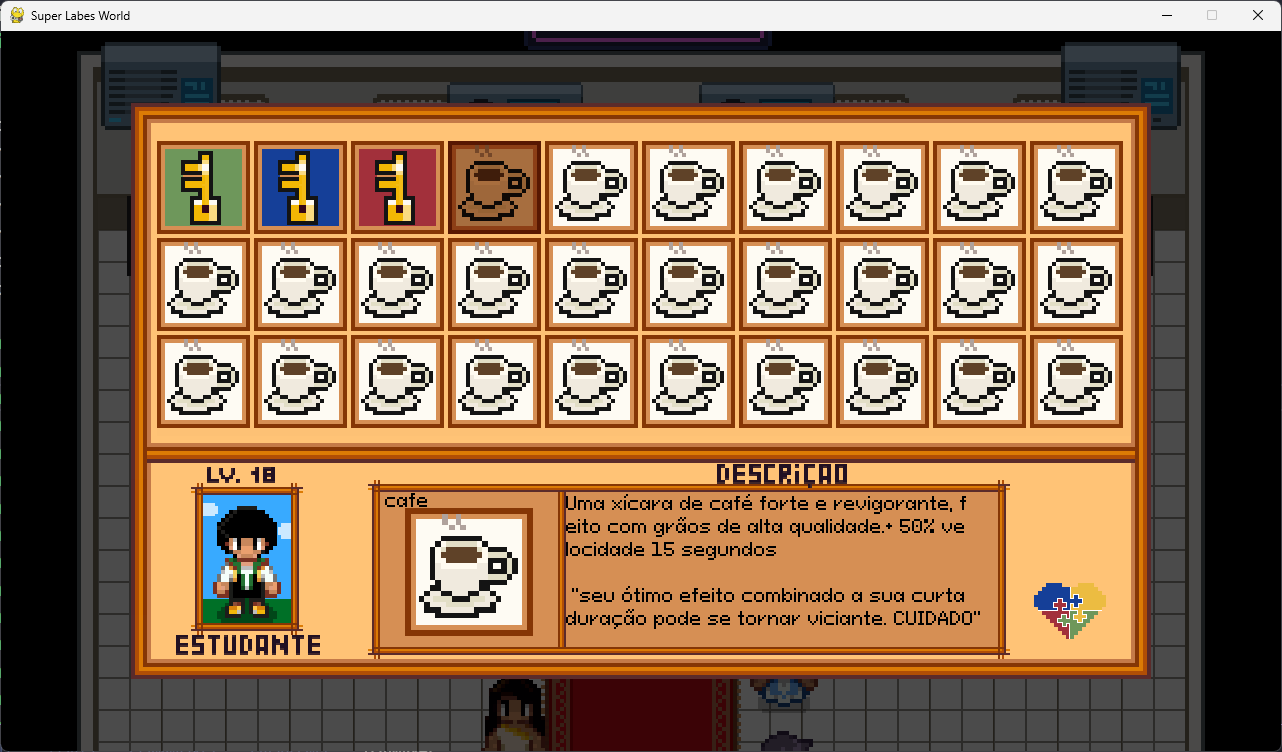 Super Labes World
LV. 18
DESCRIÇAO
cafe
Uma xícara de café forte e revigorante, f
eito com grãos de alta qualidade.+ 50% ve
locidade 15 segundos
"seu ótimo efeito combinado a sua curta
duração pode se tornar viciante. CUIDADO"
ESTUDANTE